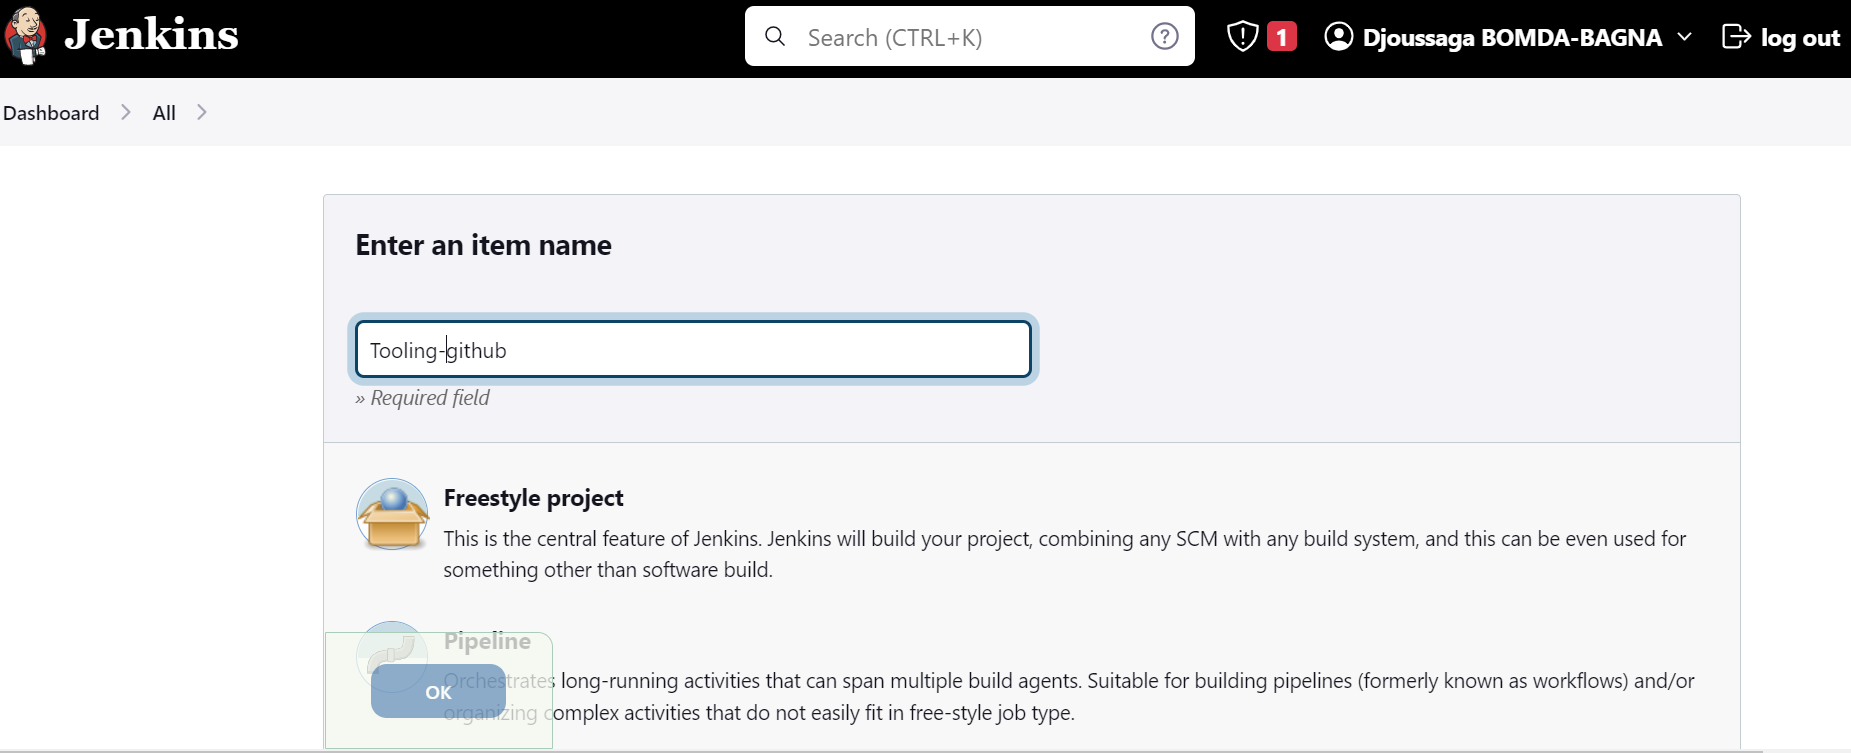 Jenkins
Search (CTRL+K)
?
1
Djoussaga BOMDA-BAGNA
log out
Dashboard
All
Enter an item name
Tooling-github
» Required field
Freestyle project
This is the central feature of Jenkins. Jenkins will build your project, combining any SCM with any build system, and this can be even used for
something other than software build.
Pipeline
Orchestrates long-running activities that can span multiple build agents. Suitable for building pipelines (formerly known as workflows) and/or
organizing complex activities that do not easily fit in free-style job type.
OK